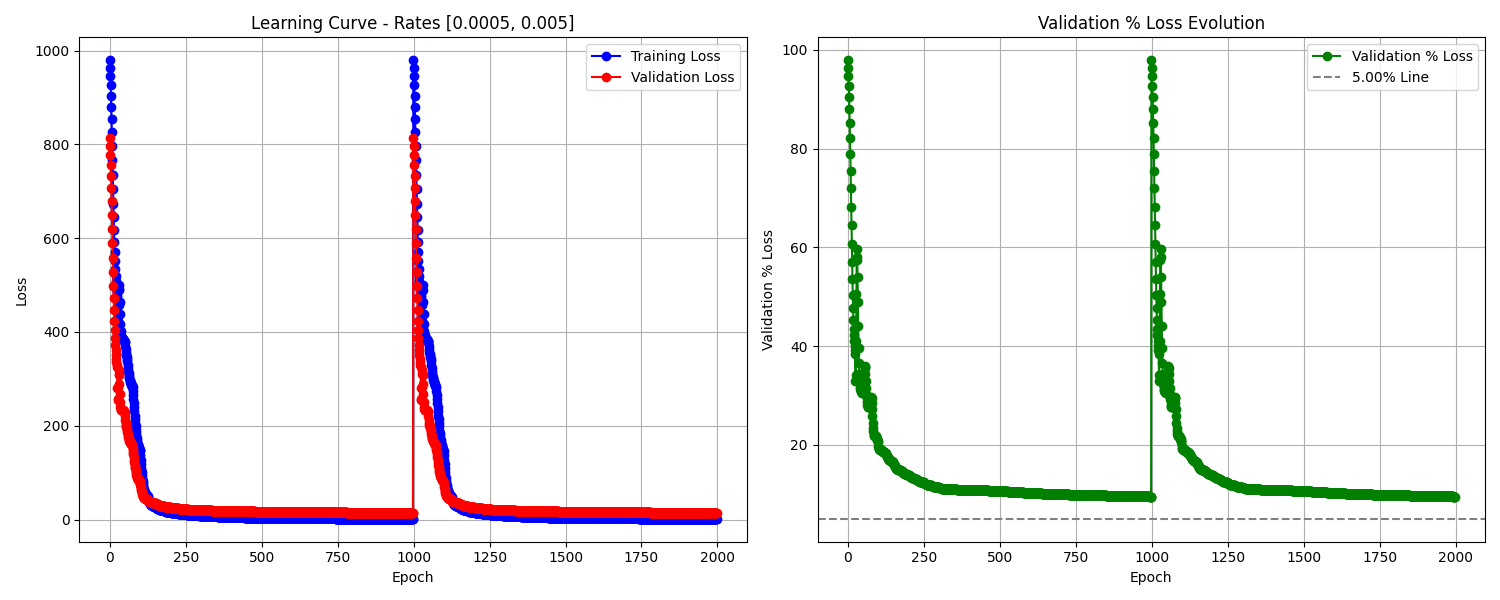 Learning Curve - Rates [0.0005, 0.005]
Training Loss
Validation Loss
Loss
1000
800
600
400
200
0
0 250 500 750 1000 1250 1500 1750 2000
Epoch
Validation % Loss Evolution
Validation % Loss
5.00% Line
Validation % Loss
100
80
60
40
20
0 250 500 750 1000 1250 1500 1750 2000
Epoch